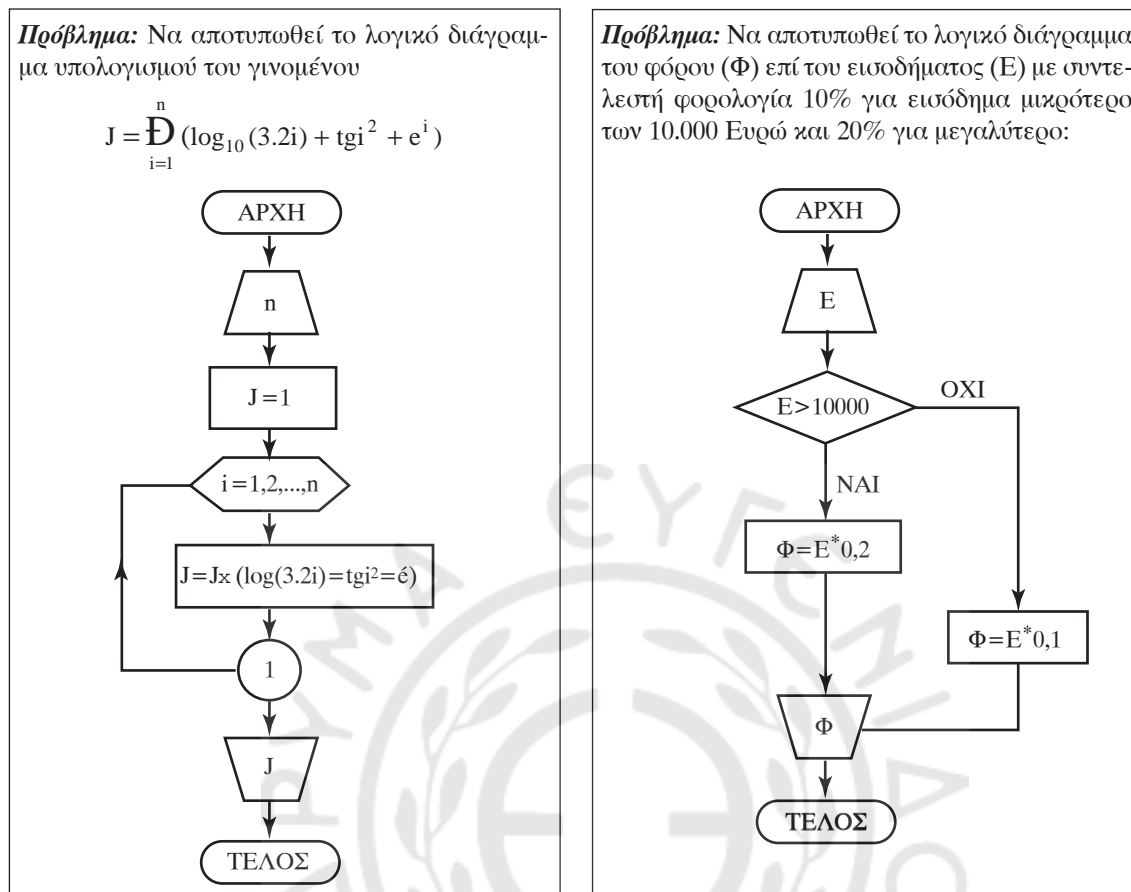 Πρόβλημα: Να αποτυπωθεί το λογικό διάγραμ-
μα υπολογισμού του γινομένου
n
J = Đ (log₁₀ (3.2i) + tgi² + eⁱ)
i=1
ΑΡΧΗ
n
J=1
i=1,2,...,n
J=Jx (log(3.2i)=tgi²=é)
1
J
ΤΕΛΟΣ
Πρόβλημα: Να αποτυπωθεί το λογικό διάγραμμα
του φόρου (Φ) επί του εισοδήματος (Ε) με συντε-
λεστή φορολογία 10% για εισόδημα μικρότερο
των 10.000 Ευρώ και 20% για μεγαλύτερο:
ΑΡΧΗ
Ε
Ε>10000
ΟΧΙ
ΝΑΙ
Φ=Ε*0,2
Φ=Ε*0,1
Φ
ΤΕΛΟΣ
ΙΔΡΥΜΑ ΕΥΓΕΝΙΔΟΥ